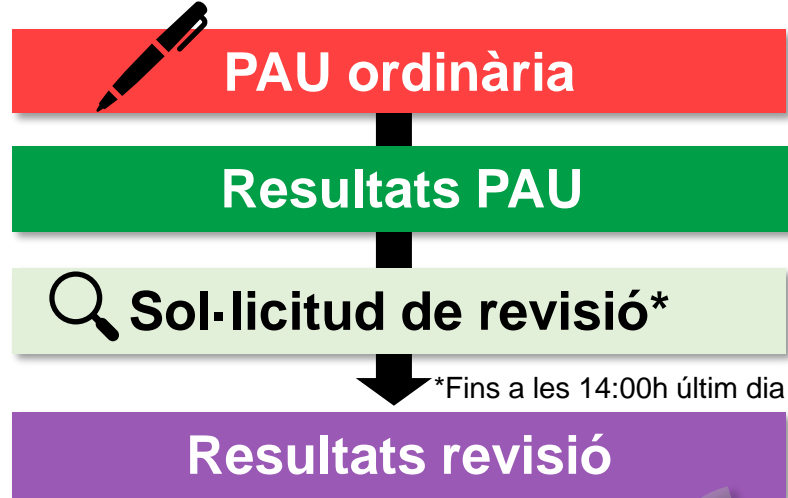 PAU ordinària
Resultats PAU
Sol·licitud de revisió*
*Fins a les 14:00h últim dia
Resultats revisió